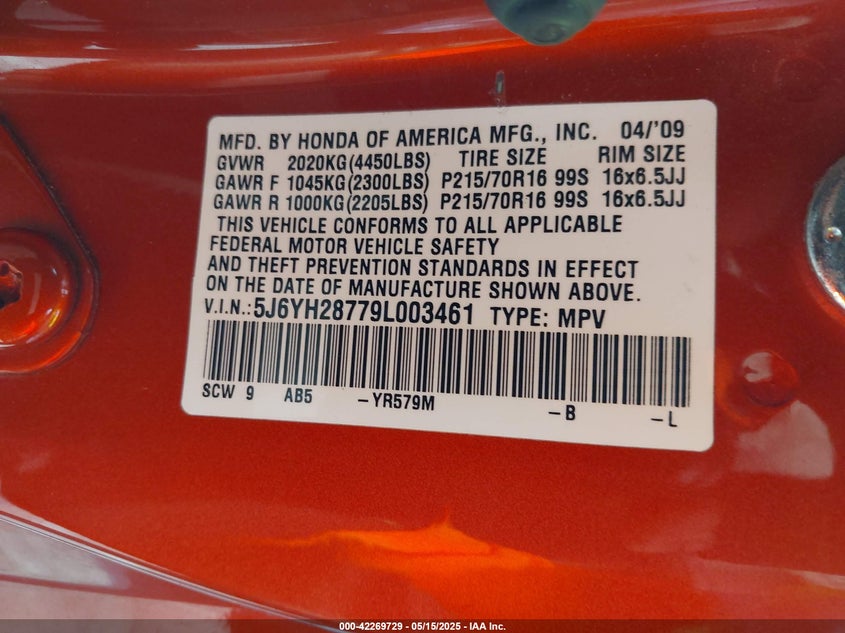 MFD. BY HONDA OF AMERICA MFG., INC. 04/'09
GVWR 2020KG(4450LBS) TIRE SIZE RIM SIZE
GAWR F 1045KG(2300LBS) P215/70R16 99S 16x6.5JJ
GAWR R 1000KG(2205LBS) P215/70R16 99S 16x6.5JJ
THIS VEHICLE CONFORMS TO ALL APPLICABLE
FEDERAL MOTOR VEHICLE SAFETY
AND THEFT PREVENTION STANDARDS IN EFFECT
ON THE DATE OF MANUFACTURE SHOWN ABOVE.
V.I.N.: 5J6YH28779L003461 TYPE: MPV
SCW 9 AB5 -YR579M -B -L
000-42269729 - 05/15/2025 - IAA Inc.